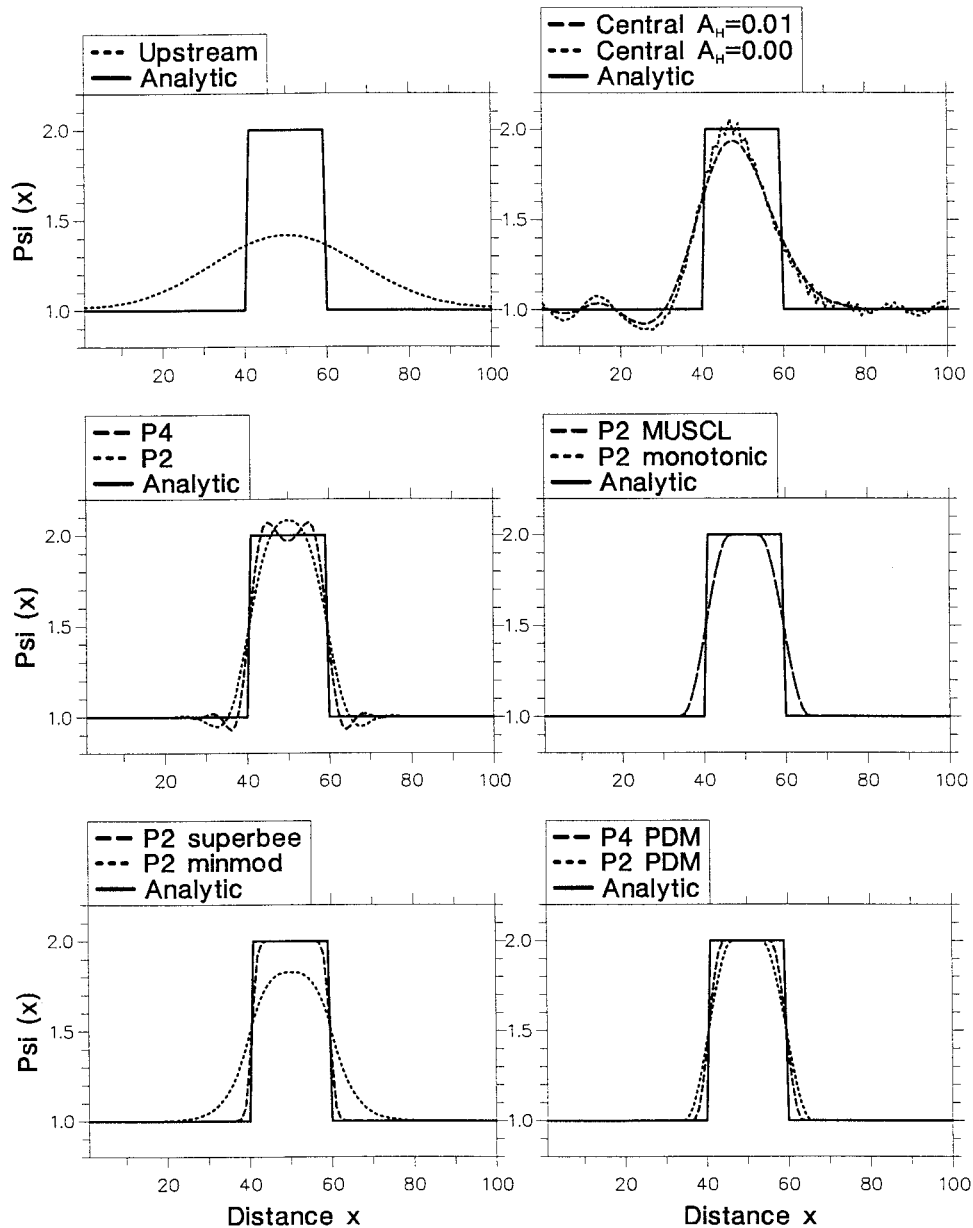 Upstream
Analytic
Central A_H=0.01
Central A_H=0.00
Analytic
Psi (x)
2.0
1.5
1.0
20 40 60 80 100
2.0
1.5
1.0
20 40 60 80 100
P4
P2
Analytic
P2 MUSCL
P2 monotonic
Analytic
Psi (x)
2.0
1.5
1.0
20 40 60 80 100
2.0
1.5
1.0
20 40 60 80 100
P2 superbee
P2 minmod
Analytic
P4 PDM
P2 PDM
Analytic
Psi (x)
2.0
1.5
1.0
20 40 60 80 100
Distance x
2.0
1.5
1.0
20 40 60 80 100
Distance x